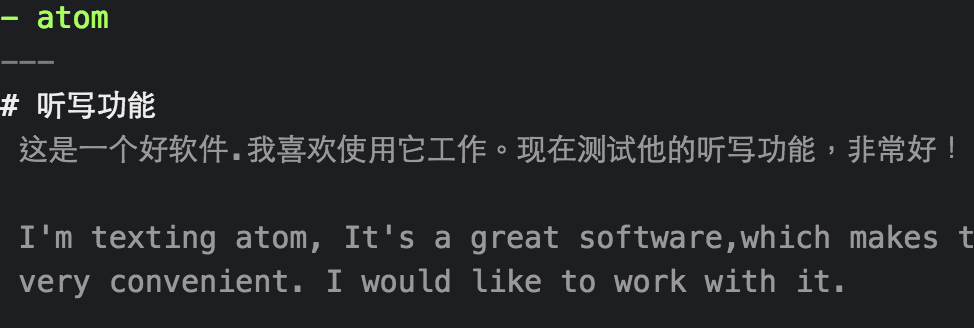 - atom
---
# 听写功能
这是一个好软件.我喜欢使用它工作。现在测试他的听写功能，非常好！
I'm texting atom, It's a great software,which makes
very convenient. I would like to work with it.